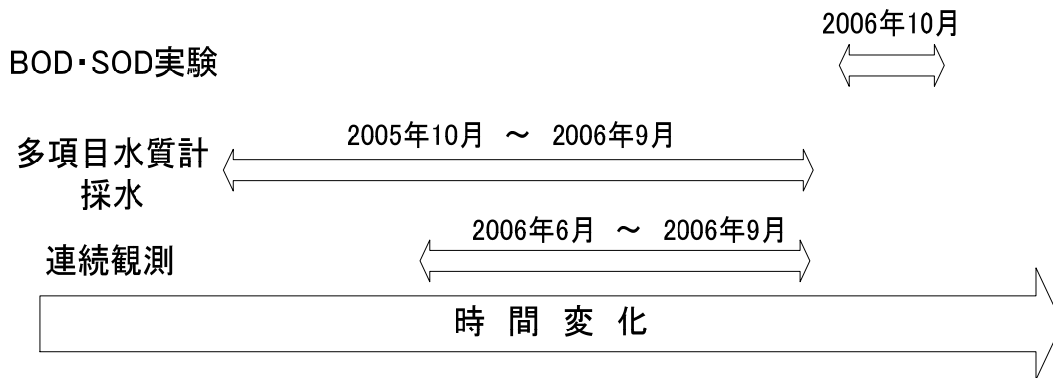 2006年10月
BOD・SOD実験
2005年10月 ～ 2006年9月
多項目水質計
採水
2006年6月 ～ 2006年9月
連続観測
時 間 変 化